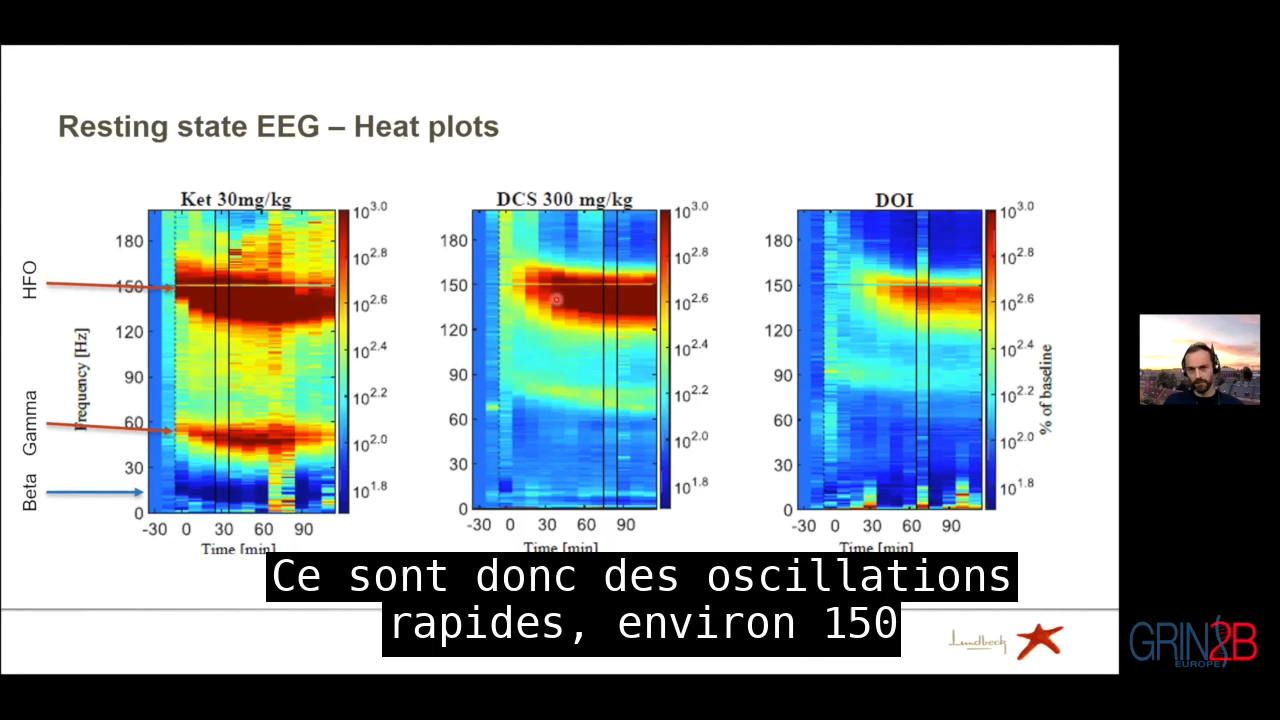 Resting state EEG – Heat plots
Ket 30mg/kg
DCS 300 mg/kg
DOI
HFO
Gamma
Beta
Frequency [Hz]
180
150
120
90
60
30
0
-30 0 30 60 90
Time [min]
10^3.0
10^2.8
10^2.6
10^2.4
10^2.2
10^2.0
10^1.8
180
150
120
90
60
30
0
-30 0 30 60 90
Time [min]
10^3.0
10^2.8
10^2.6
10^2.4
10^2.2
10^2.0
10^1.8
180
150
120
90
60
30
0
-30 0 30 60 90
Time [min]
10^3.0
10^2.8
10^2.6
10^2.4
10^2.2
10^2.0
10^1.8
% of baseline
Ce sont donc des oscillations
rapides, environ 150
Lundbeck
GRIN2B
EUROPE